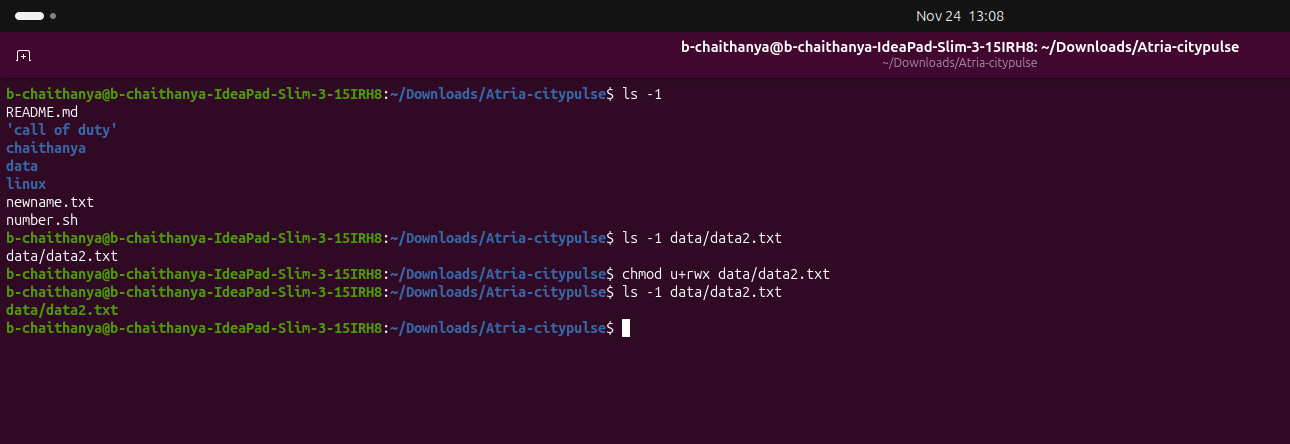 Nov 24 13:08
b-chaithanya@b-chaithanya-IdeaPad-Slim-3-15IRH8: ~/Downloads/Atria-citypulse
~/Downloads/Atria-citypulse
b-chaithanya@b-chaithanya-IdeaPad-Slim-3-15IRH8:~/Downloads/Atria-citypulse$ ls -1
README.md
'call of duty'
chaithanya
data
linux
newname.txt
number.sh
b-chaithanya@b-chaithanya-IdeaPad-Slim-3-15IRH8:~/Downloads/Atria-citypulse$ ls -1 data/data2.txt
data/data2.txt
b-chaithanya@b-chaithanya-IdeaPad-Slim-3-15IRH8:~/Downloads/Atria-citypulse$ chmod u+rwx data/data2.txt
b-chaithanya@b-chaithanya-IdeaPad-Slim-3-15IRH8:~/Downloads/Atria-citypulse$ ls -1 data/data2.txt
data/data2.txt
b-chaithanya@b-chaithanya-IdeaPad-Slim-3-15IRH8:~/Downloads/Atria-citypulse$